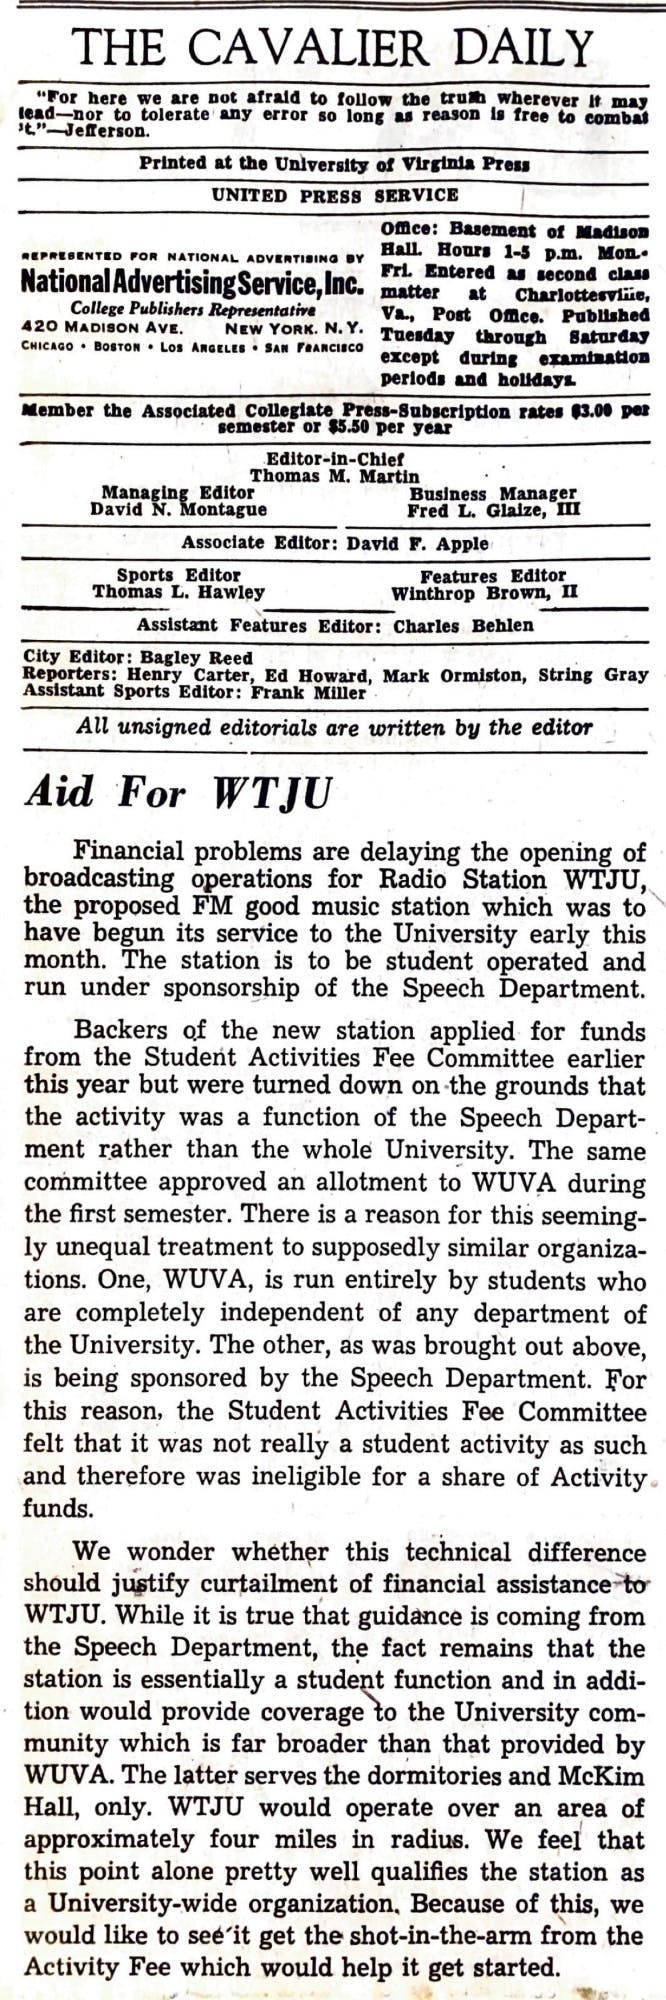 THE CAVALIER DAILY
"For here we are not afraid to follow the truth wherever it may
lead—nor to tolerate any error so long as reason is free to combat
't."—Jefferson.
Printed at the University of Virginia Press
UNITED PRESS SERVICE
REPRESENTED FOR NATIONAL ADVERTISING BY
National Advertising Service, Inc.
College Publishers Representative
420 MADISON AVE. NEW YORK. N. Y.
CHICAGO • BOSTON • LOS ANGELES • SAN FRANCISCO
Office: Basement of Madison
Hall. Hours 1-5 p.m. Mon.-
Fri. Entered as second class
matter at Charlottesville,
Va., Post Office. Published
Tuesday through Saturday
except during examination
periods and holidays.
Member the Associated Collegiate Press-Subscription rates $3.00 per
semester or $5.50 per year
Editor-in-Chief
Thomas M. Martin
Managing Editor Business Manager
David N. Montague Fred L. Glaize, III
Associate Editor: David F. Apple
Sports Editor Features Editor
Thomas L. Hawley Winthrop Brown, II
Assistant Features Editor: Charles Behlen
City Editor: Bagley Reed
Reporters: Henry Carter, Ed Howard, Mark Ormiston, String Gray
Assistant Sports Editor: Frank Miller
All unsigned editorials are written by the editor
Aid For WTJU
Financial problems are delaying the opening of
broadcasting operations for Radio Station WTJU,
the proposed FM good music station which was to
have begun its service to the University early this
month. The station is to be student operated and
run under sponsorship of the Speech Department.
Backers of the new station applied for funds
from the Student Activities Fee Committee earlier
this year but were turned down on the grounds that
the activity was a function of the Speech Depart-
ment rather than the whole University. The same
committee approved an allotment to WUVA during
the first semester. There is a reason for this seeming-
ly unequal treatment to supposedly similar organiza-
tions. One, WUVA, is run entirely by students who
are completely independent of any department of
the University. The other, as was brought out above,
is being sponsored by the Speech Department. For
this reason, the Student Activities Fee Committee
felt that it was not really a student activity as such
and therefore was ineligible for a share of Activity
funds.
We wonder whether this technical difference
should justify curtailment of financial assistance to
WTJU. While it is true that guidance is coming from
the Speech Department, the fact remains that the
station is essentially a student function and in addi-
tion would provide coverage to the University com-
munity which is far broader than that provided by
WUVA. The latter serves the dormitories and McKim
Hall, only. WTJU would operate over an area of
approximately four miles in radius. We feel that
this point alone pretty well qualifies the station as
a University-wide organization. Because of this, we
would like to see it get the shot-in-the-arm from the
Activity Fee which would help it get started.